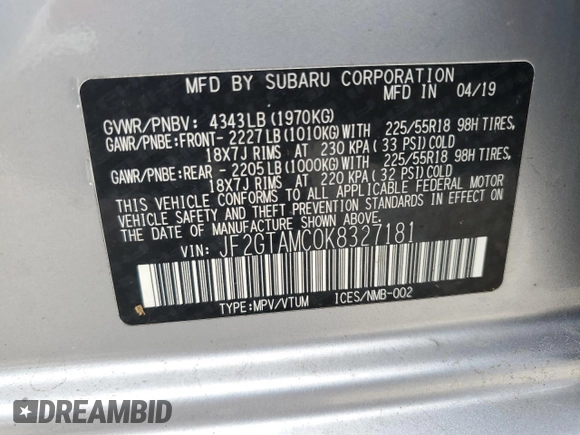 MFD BY SUBARU CORPORATION
MFD IN 04/19
GVWR/PNBV: 4343LB(1970KG)
GAWR/PNBE:FRONT-2227LB(1010KG)WITH 225/55R18 98H TIRES,
18X7J RIMS AT 230 KPA(33 PSI)COLD
GAWR/PNBE:REAR -2205LB(1000KG)WITH 225/55R18 98H TIRES,
18X7J RIMS AT 220 KPA(32 PSI)COLD
THIS VEHICLE CONFORMS TO ALL APPLICABLE FEDERAL MOTOR
VEHICLE SAFETY AND THEFT PREVENTION STANDARDS IN EFFECT ON
THE DATE OF MANUFACTURE SHOWN ABOVE.
VIN: JF2GTAMC0K8327181
TYPE:MPV/VTUM ICES/NMB-002
DREAMBID